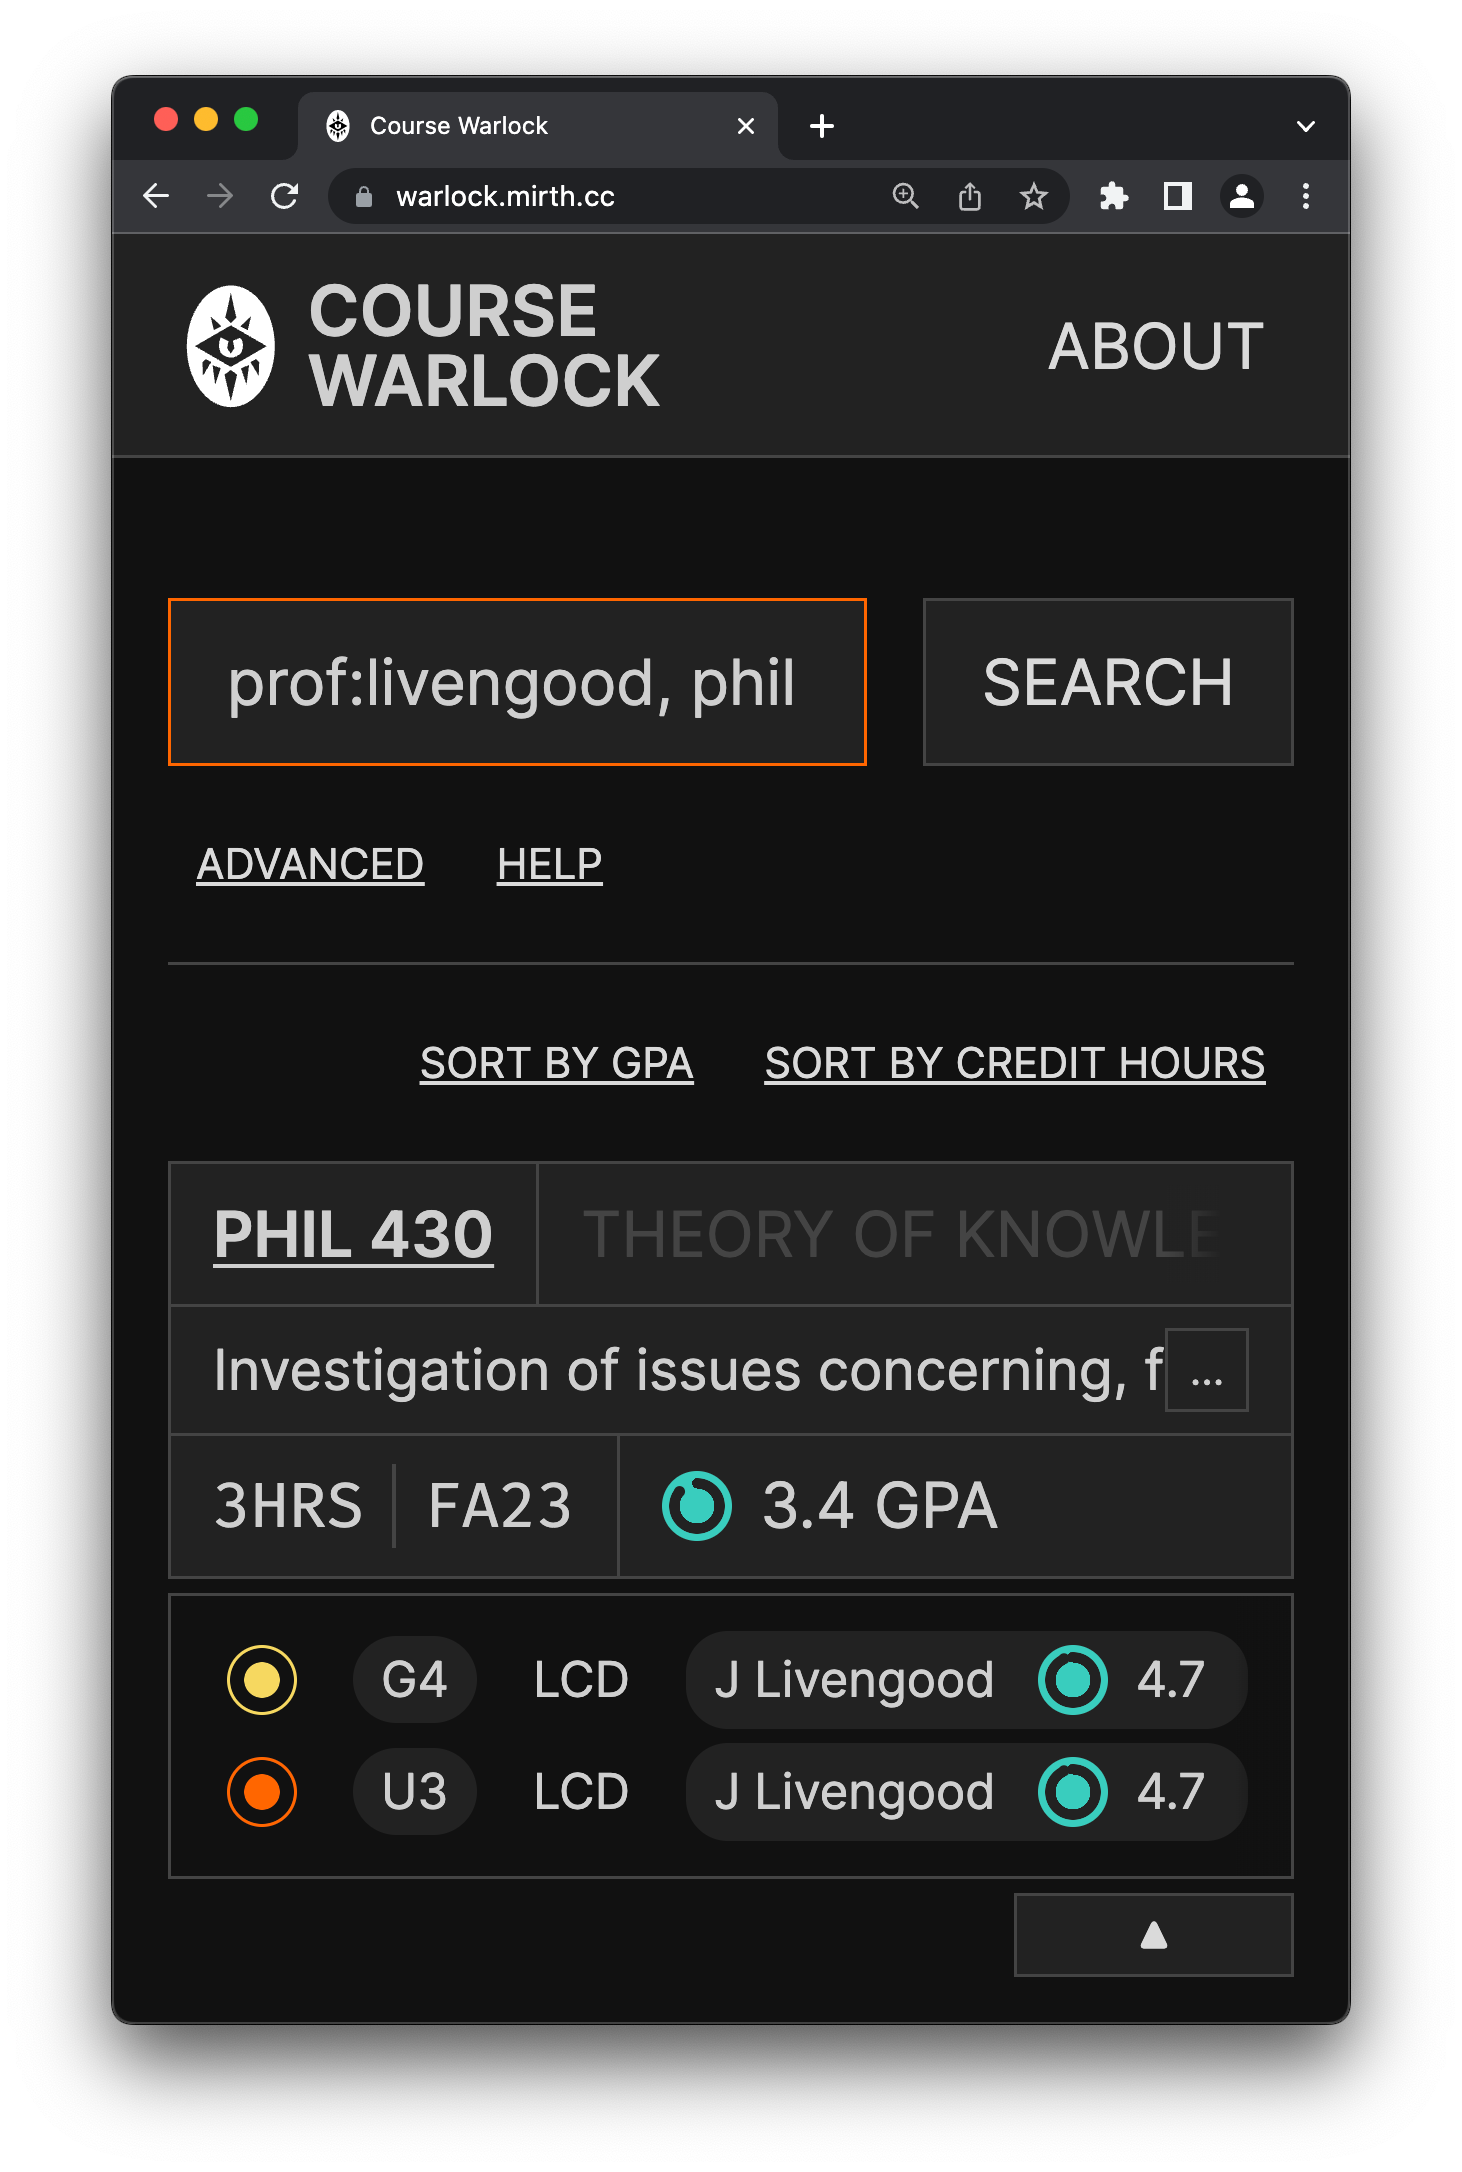 Course Warlock
warlock.mirth.cc
COURSE
WARLOCK
ABOUT
prof:livengood, phil
SEARCH
ADVANCED HELP
SORT BY GPA SORT BY CREDIT HOURS
PHIL 430 THEORY OF KNOWLE
Investigation of issues concerning, f ...
3HRS FA23 3.4 GPA
G4 LCD J Livengood 4.7
U3 LCD J Livengood 4.7